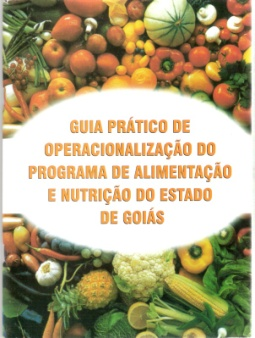 GUIA PRÁTICO DE
OPERACIONALIZAÇÃO DO
PROGRAMA DE ALIMENTAÇÃO
E NUTRIÇÃO DO ESTADO
DE GOIÁS